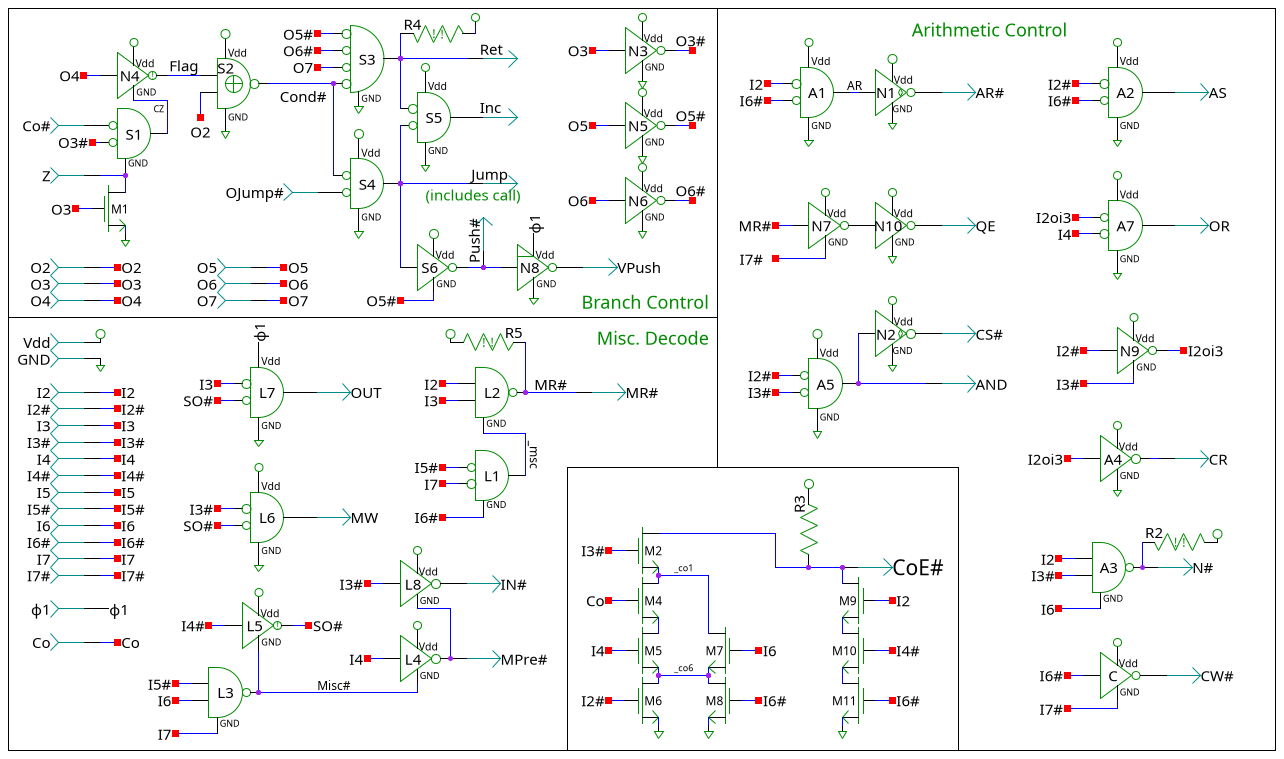 Branch Control
O4
N4
Vdd
GND
Flag
S2
Vdd
GND
O2
Cond#
CZ
Co#
O3#
S1
GND
Z
O3
M1
O5#
O6#
O7
S3
GND
R4
Ret
S5
Vdd
GND
Inc
OJump#
S4
Vdd
GND
Jump
(includes call)
Push#
ϕ1
S6
Vdd
GND
O5#
N8
Vdd
GND
VPush
O3
N3
Vdd
GND
O3#
O5
N5
Vdd
GND
O5#
O6
N6
Vdd
GND
O6#
O2 O2
O3 O3
O4 O4
O5 O5
O6 O6
O7 O7
Misc. Decode
Vdd
GND
I2 I2
I2# I2#
I3 I3
I3# I3#
I4 I4
I4# I4#
I5 I5
I5# I5#
I6 I6
I6# I6#
I7 I7
I7# I7#
ϕ1 ϕ1
Co Co
ϕ1
I3
SO#
L7
Vdd
GND
OUT
I3#
SO#
L6
Vdd
GND
MW
I4#
L5
Vdd
SO#
GND
I5#
I6
L3
GND
I7
Misc#
R5
I2
I3
L2
Vdd
GND
MR#
MR#
_msc
I5#
I7
L1
GND
I6#
I3#
L8
Vdd
GND
IN#
I4
L4
Vdd
GND
MPre#
I3#
M2
_co1
Co
M4
I4
M5
M7
I6
_co6
I2#
M6
M8
I6#
R3
CoE#
M9
I2
M10
I4#
M11
I6#
Arithmetic Control
I2
I6#
A1
Vdd
GND
AR
N1
Vdd
GND
AR#
I2#
I6#
A2
Vdd
GND
AS
MR#
I7#
N7
Vdd
GND
N10
Vdd
GND
QE
I2oi3
I4
A7
Vdd
GND
OR
I2#
I3#
A5
Vdd
GND
N2
Vdd
GND
CS#
AND
I2#
I3#
N9
Vdd
GND
I2oi3
I2oi3
A4
Vdd
GND
CR
R2
I2
I3#
A3
GND
I6
N#
I6#
I7#
C
Vdd
GND
CW#